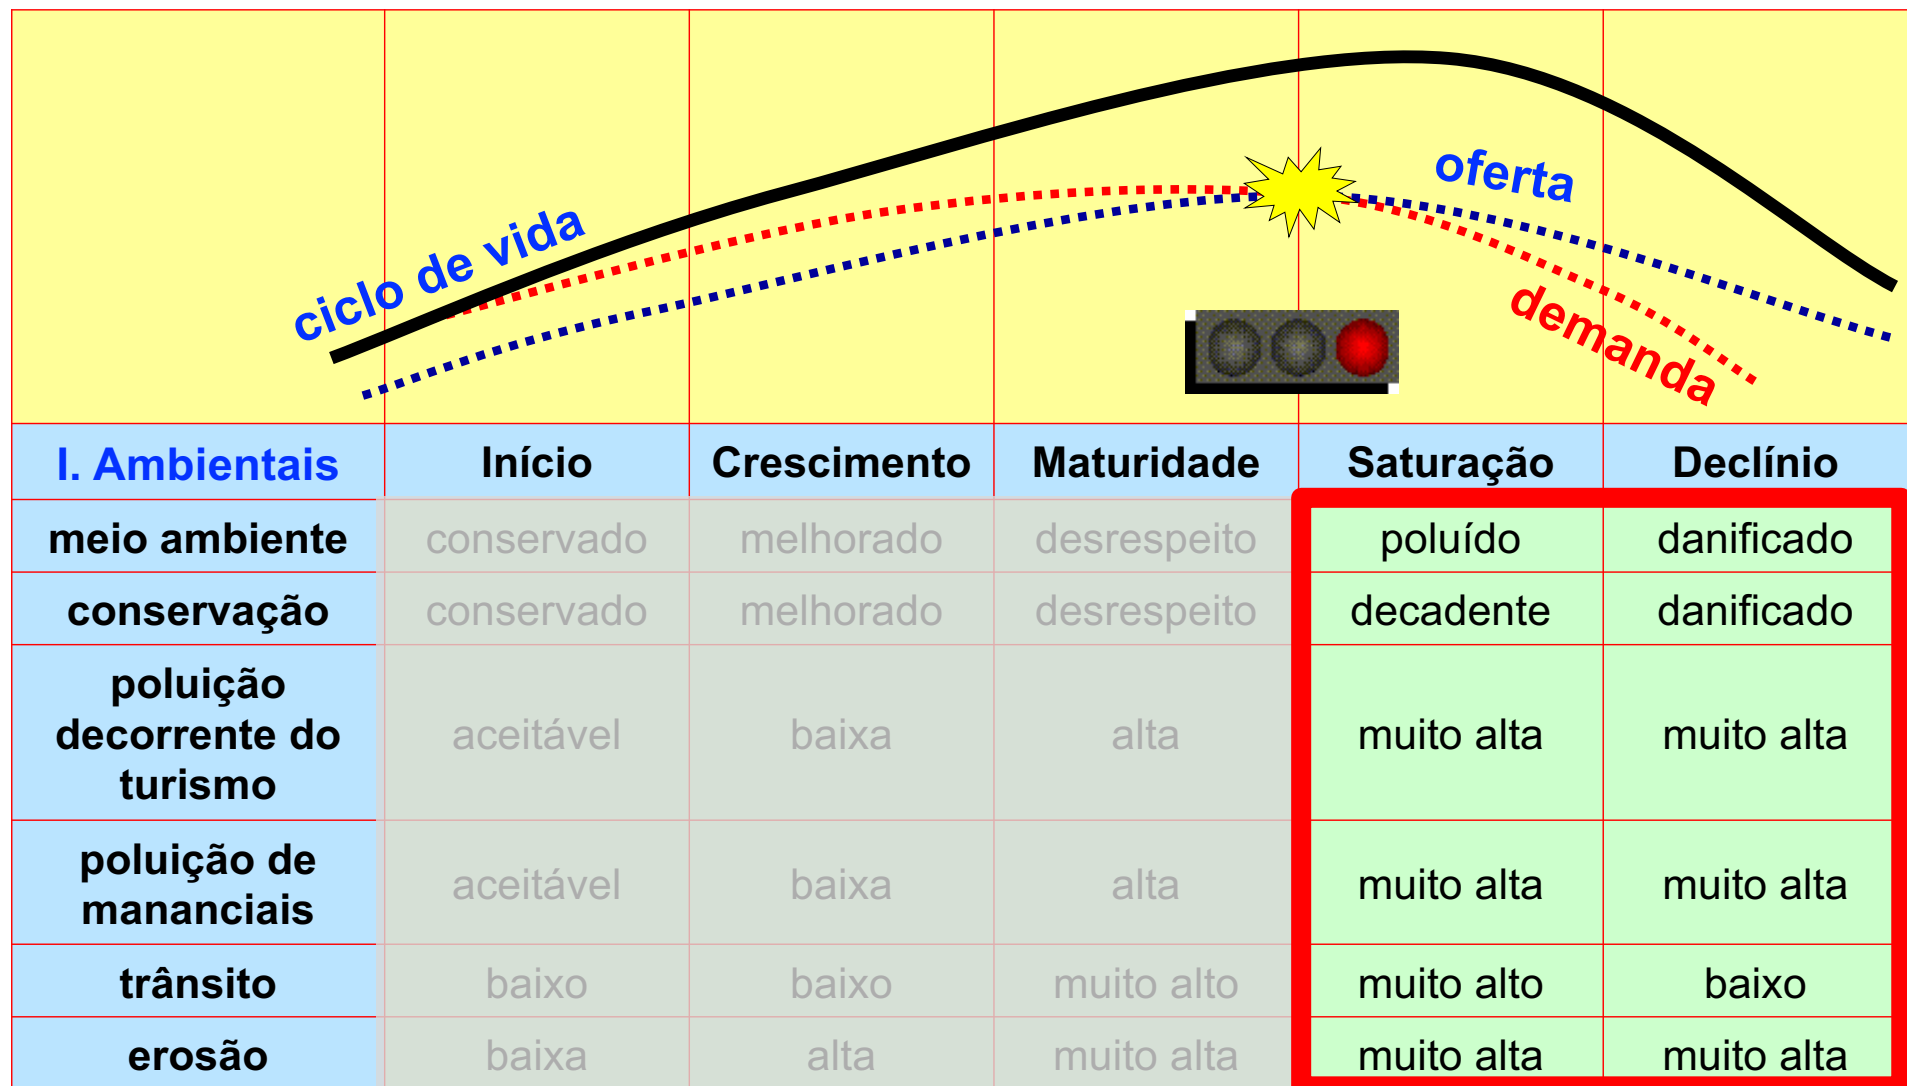 ciclo de vida
oferta
demanda
I. Ambientais Início Crescimento Maturidade Saturação Declínio
meio ambiente conservado melhorado desrespeito poluído danificado
conservação conservado melhorado desrespeito decadente danificado
poluição
decorrente do
turismo
aceitável baixa alta muito alta muito alta
poluição de
mananciais
aceitável baixa alta muito alta muito alta
trânsito baixo baixo muito alto muito alto baixo
erosão baixa alta muito alta muito alta muito alta